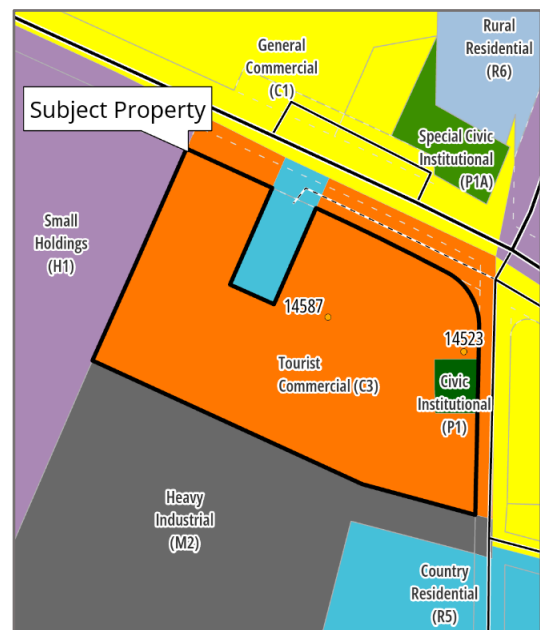 Rural
Residential
(R6)
General
Commercial
(C1)
Subject Property
Special Civic
Institutional
(P1A)
Small
Holdings
(H1)
14587
14523
Tourist
Commercial (C3)
Civic
Institutional
(P1)
Heavy
Industrial
(M2)
Country
Residential
(R5)